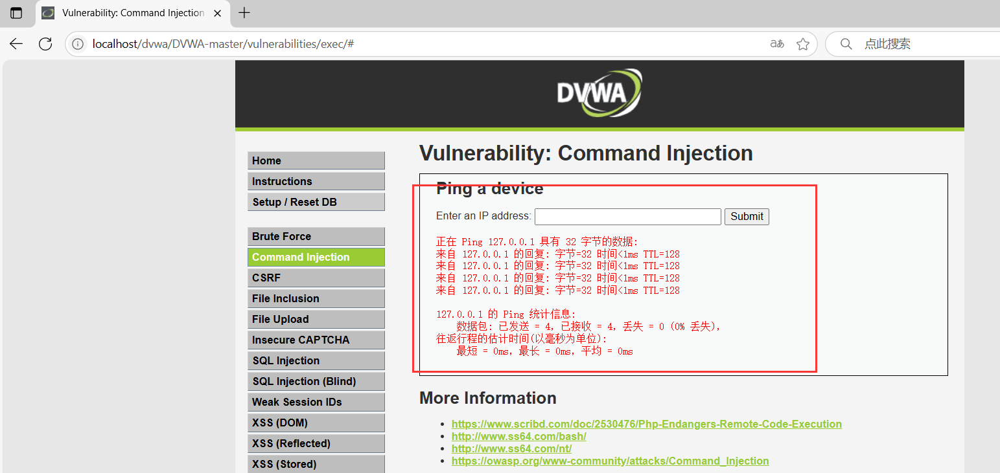 Vulnerability: Command Injection
localhost/dvwa/DVWA-master/vulnerabilities/exec/#
aあ
点此搜索
DVWA
Home
Instructions
Setup / Reset DB
Brute Force
Command Injection
CSRF
File Inclusion
File Upload
Insecure CAPTCHA
SQL Injection
SQL Injection (Blind)
Weak Session IDs
XSS (DOM)
XSS (Reflected)
XSS (Stored)
Vulnerability: Command Injection
Ping a device
Enter an IP address:
Submit
正在 Ping 127.0.0.1 具有 32 字节的数据:
来自 127.0.0.1 的回复: 字节=32 时间<1ms TTL=128
来自 127.0.0.1 的回复: 字节=32 时间<1ms TTL=128
来自 127.0.0.1 的回复: 字节=32 时间<1ms TTL=128
来自 127.0.0.1 的回复: 字节=32 时间<1ms TTL=128
127.0.0.1 的 Ping 统计信息:
数据包: 已发送 = 4，已接收 = 4，丢失 = 0 (0% 丢失)，
往返行程的估计时间(以毫秒为单位):
最短 = 0ms，最长 = 0ms，平均 = 0ms
More Information
https://www.scribd.com/doc/2530476/Php-Endangers-Remote-Code-Execution
http://www.ss64.com/bash/
http://www.ss64.com/nt/
https://owasp.org/www-community/attacks/Command_Injection